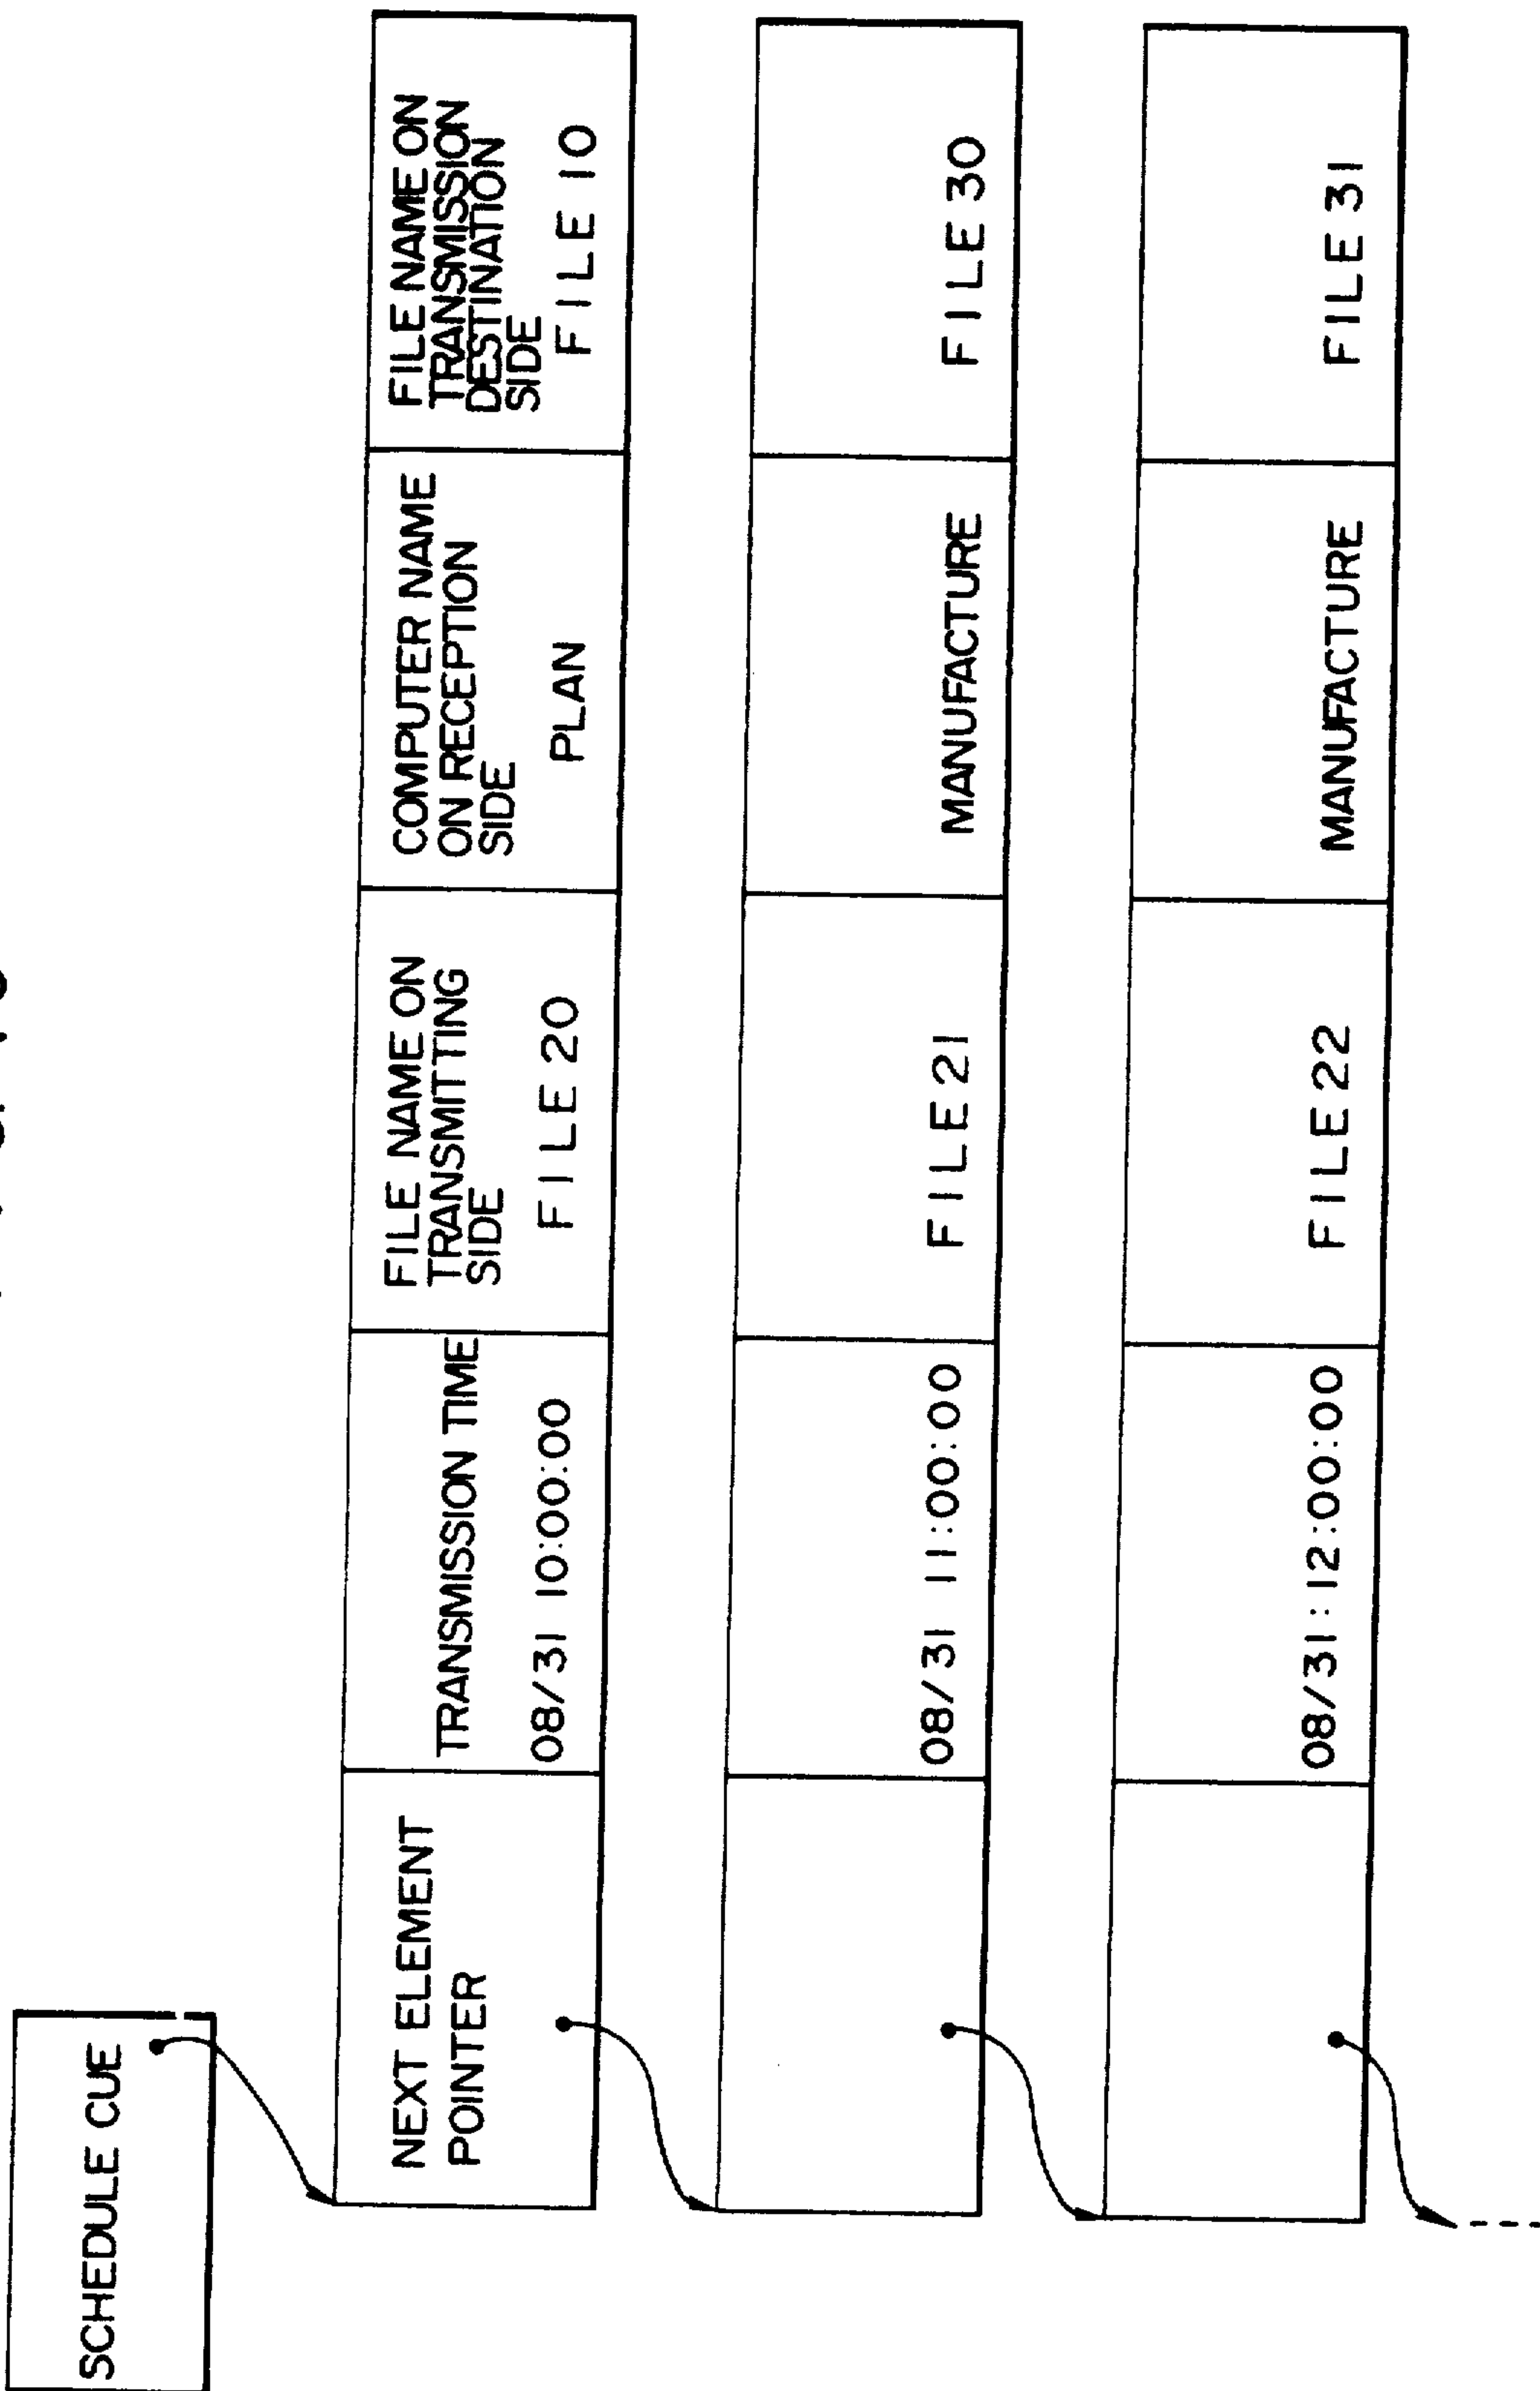 SCHEDULE CUE
NEXT ELEMENT
POINTER
TRANSMISSION TIME
08/31 10:00:00
FILE NAME ON
TRANSMITTING
SIDE
FILE 20
COMPUTER NAME
ON RECEPTION
SIDE
PLAN
FILE NAME ON
TRANSMISSION
DESTINATION
SIDE
FILE 10
08/31 11:00:00
FILE 21
MANUFACTURE
FILE 30
08/31:12:00:00
FILE 22
MANUFACTURE
FILE 31